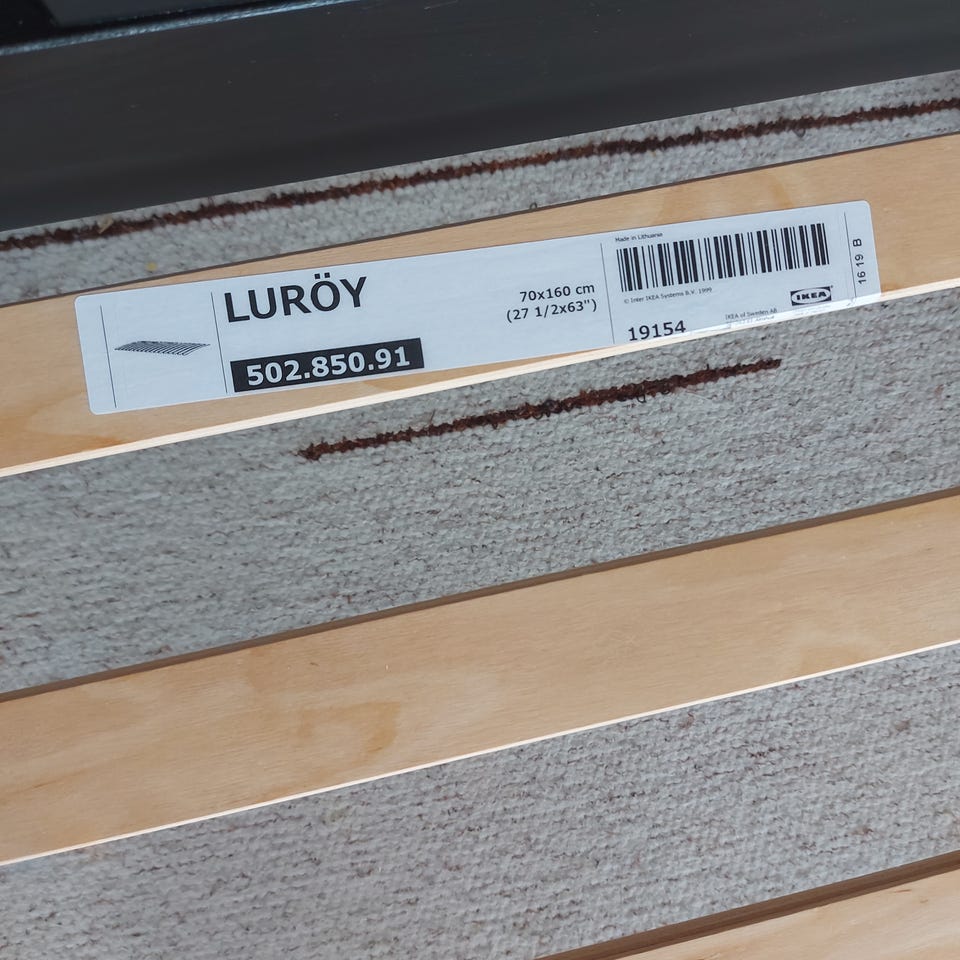 LURÖY
502.850.91
70x160 cm
(27 1/2x63")
Made in Lithuania
© Inter IKEA Systems B.V. 1999
19154
IKEA
IKEA of Sweden AB
16 19 B